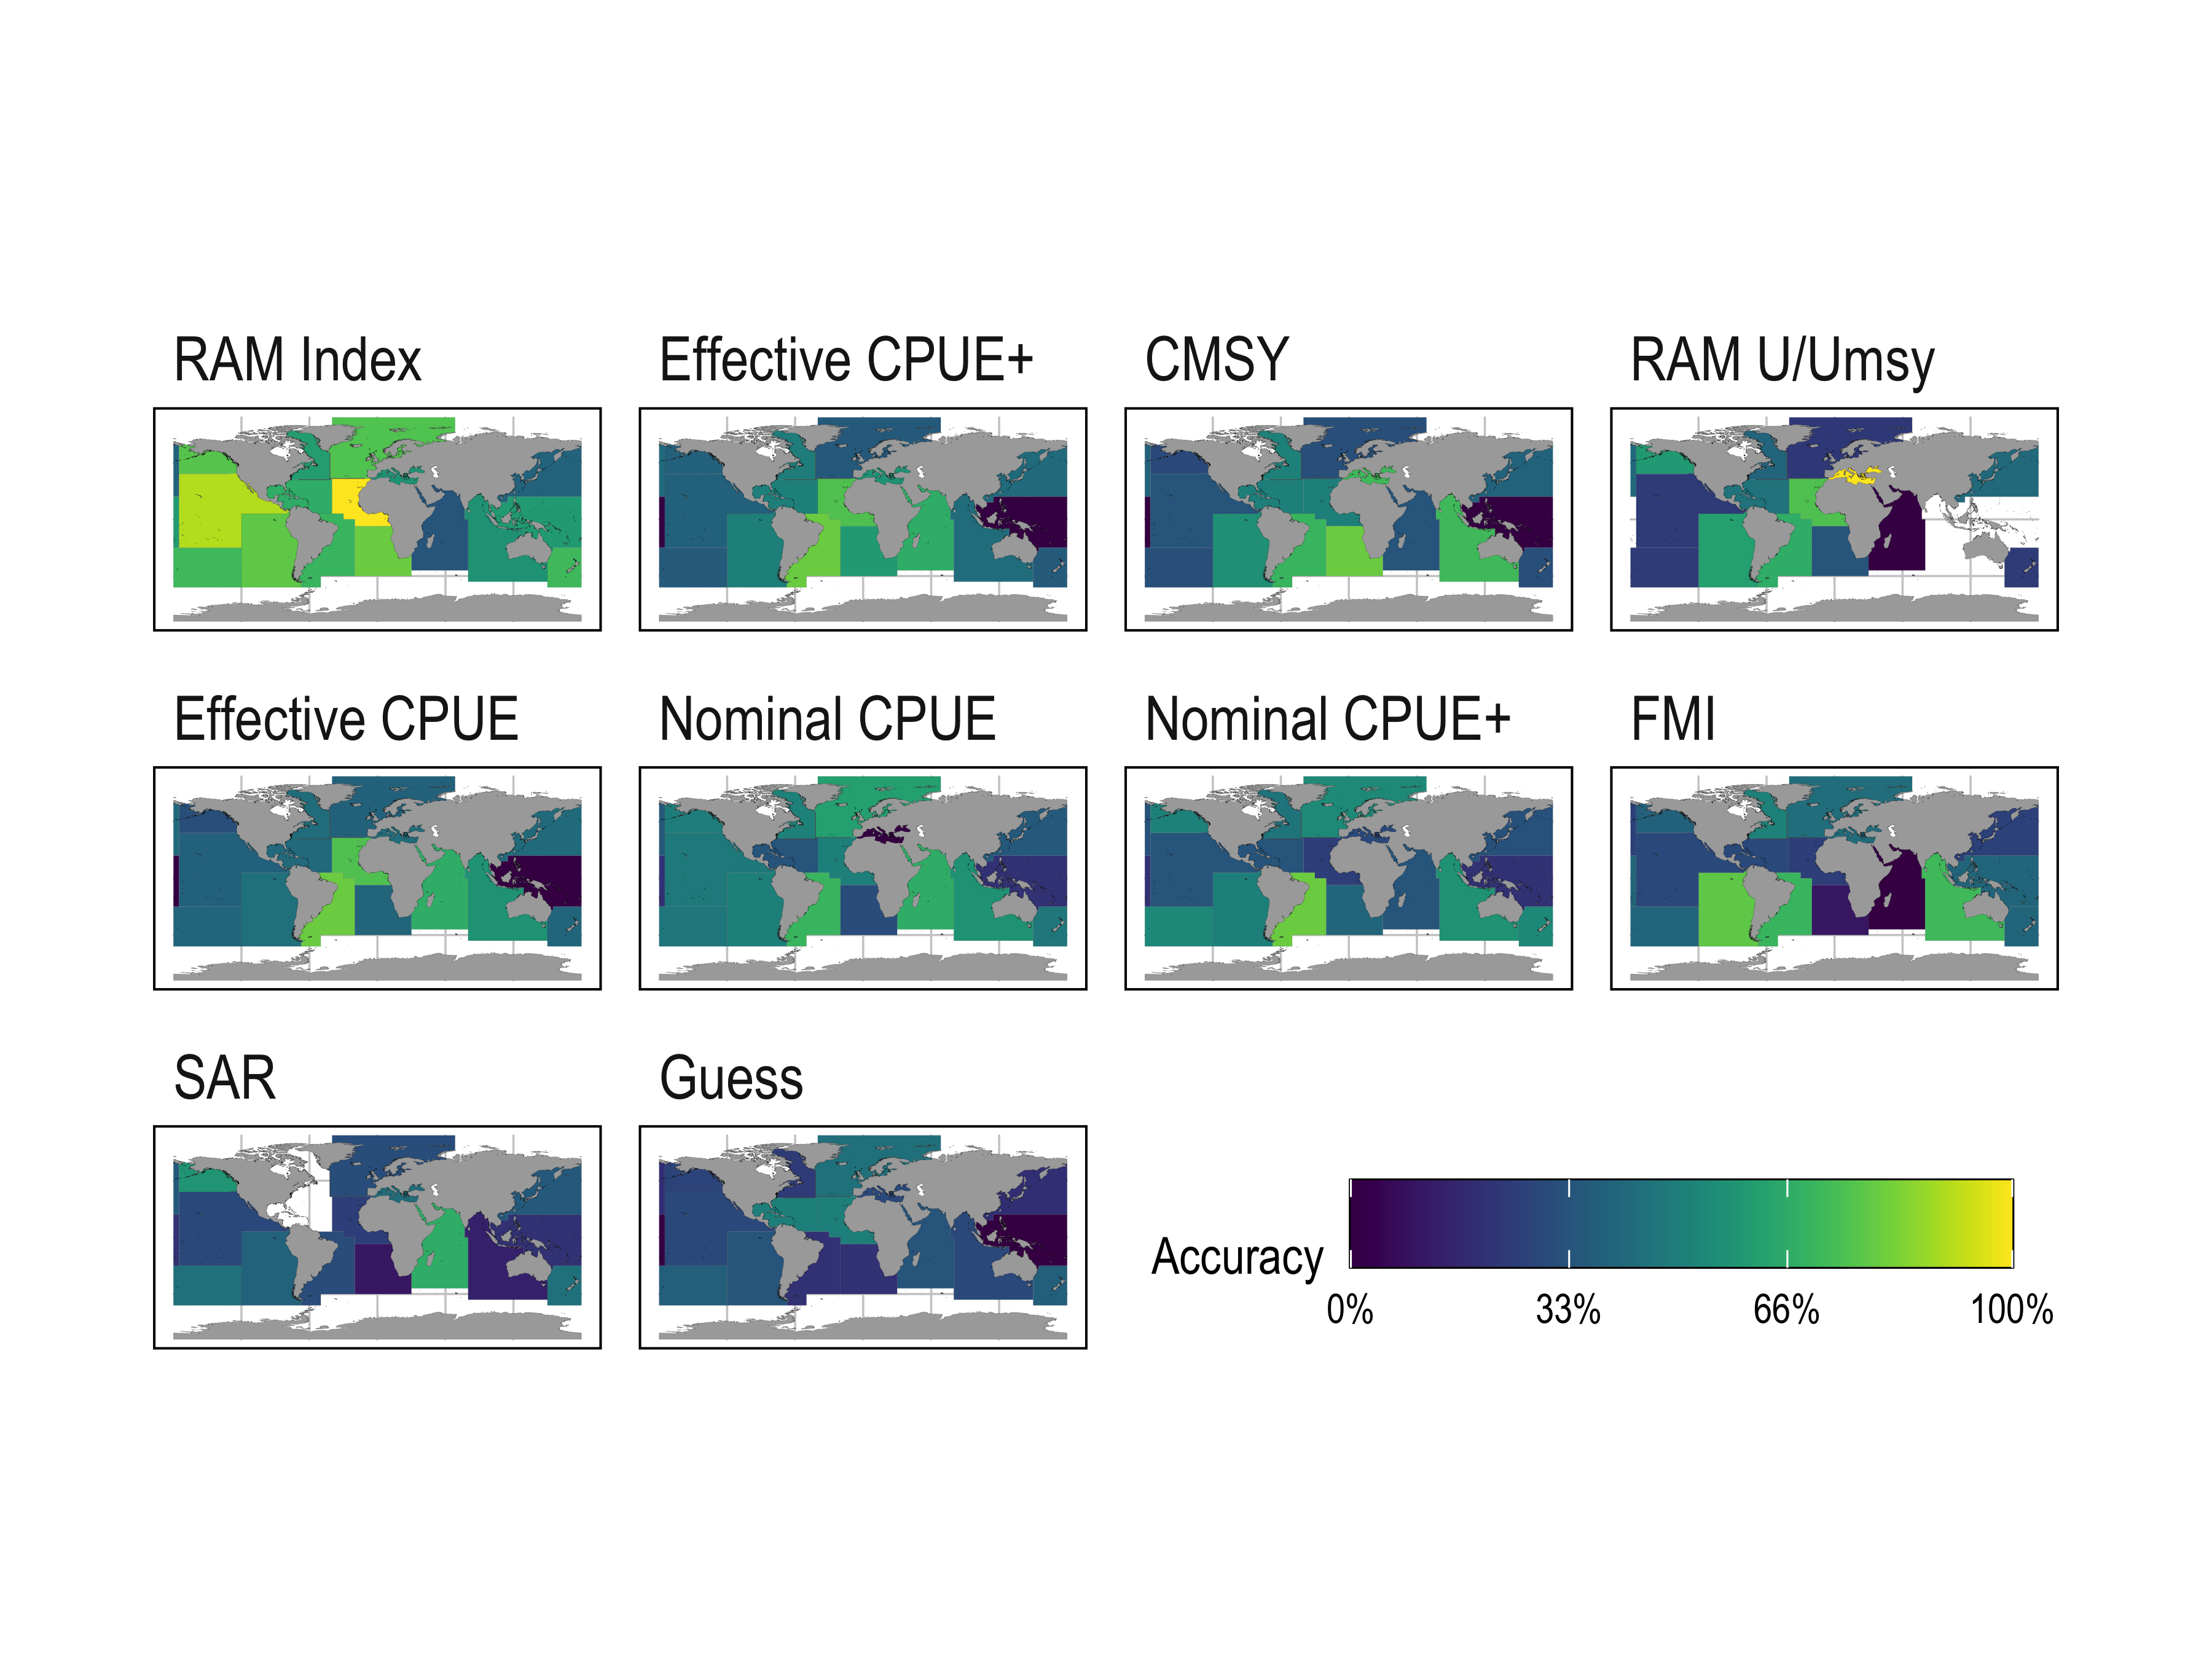 RAM Index
Effective CPUE+
CMSY
RAM U/Umsy
Effective CPUE
Nominal CPUE
Nominal CPUE+
FMI
SAR
Guess
Accuracy
0%
33%
66%
100%